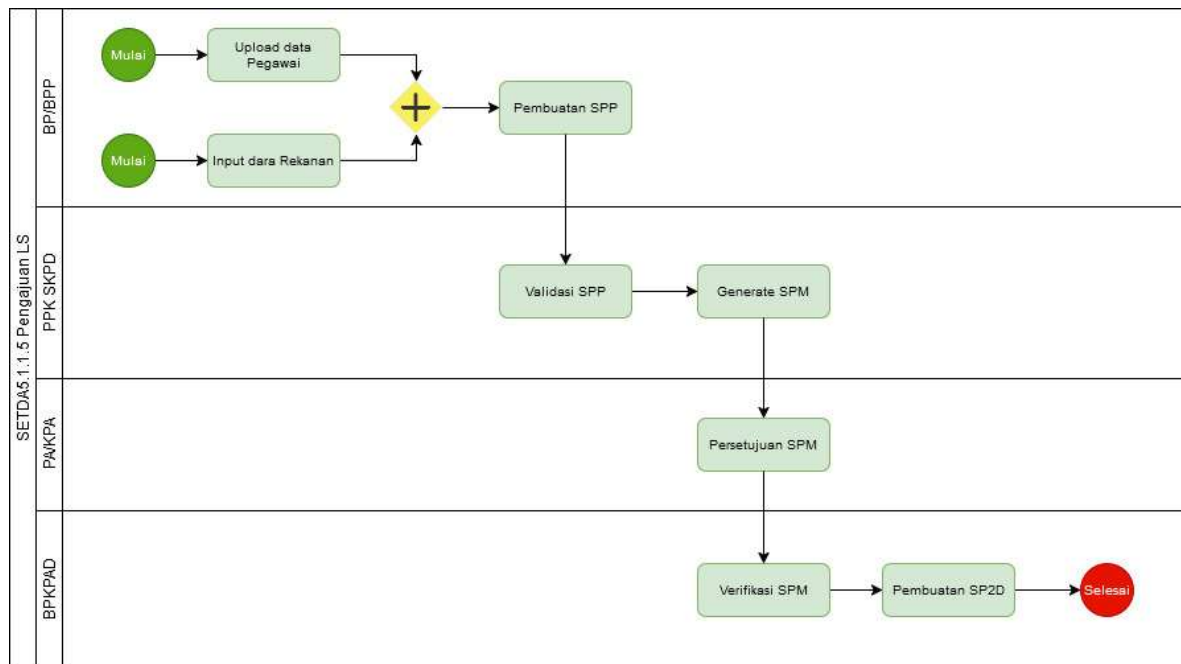 SETDA5.1.1.5 Pengajuan LS
BP/BPP
Mulai
Upload data
Pegawai
Mulai
Input dara Rekanan
Pembuatan SPP
PPK SKPD
Validasi SPP
Generate SPM
PA/KPA
Persetujuan SPM
BPKPAD
Verifikasi SPM
Pembuatan SP2D
Selesai